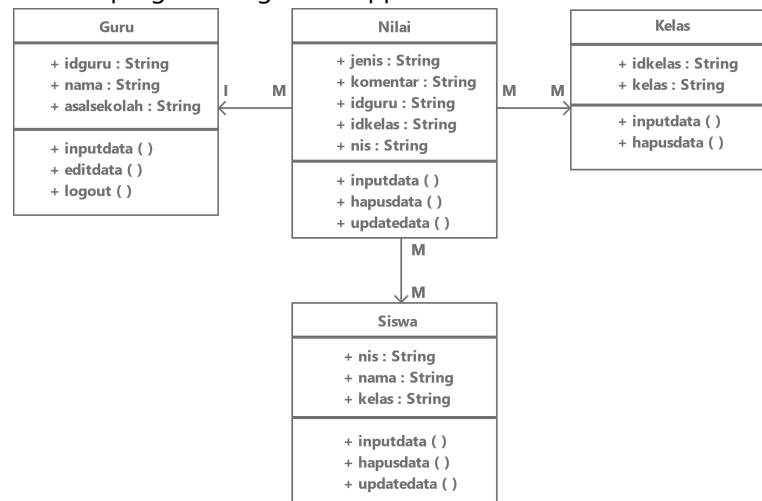 Guru
+ idguru : String
+ nama : String
+ asalsekolah : String
+ inputdata ( )
+ editdata ( )
+ logout ( )
I M
Nilai
+ jenis : String
+ komentar : String
+ idguru : String
+ idkelas : String
+ nis : String
+ inputdata ( )
+ hapusdata ( )
+ updatedata ( )
M M
Kelas
+ idkelas : String
+ kelas : String
+ inputdata ( )
+ hapusdata ( )
M
M
Siswa
+ nis : String
+ nama : String
+ kelas : String
+ inputdata ( )
+ hapusdata ( )
+ updatedata ( )